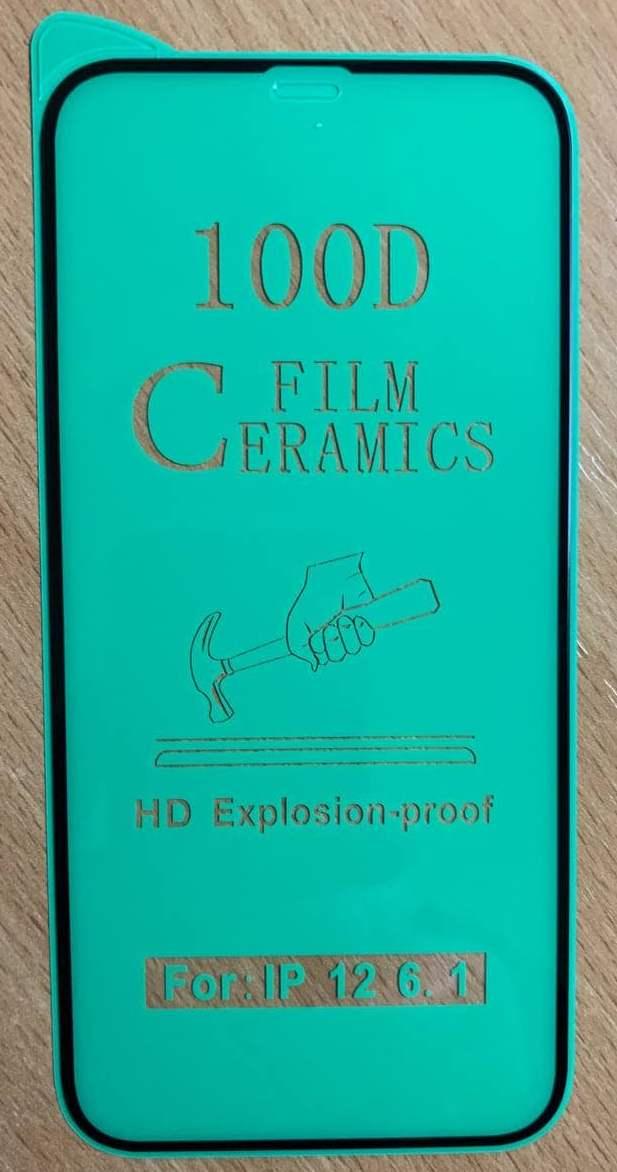 100D
FILM
CERAMICS
HD Explosion-proof
For:IP 12 6.1